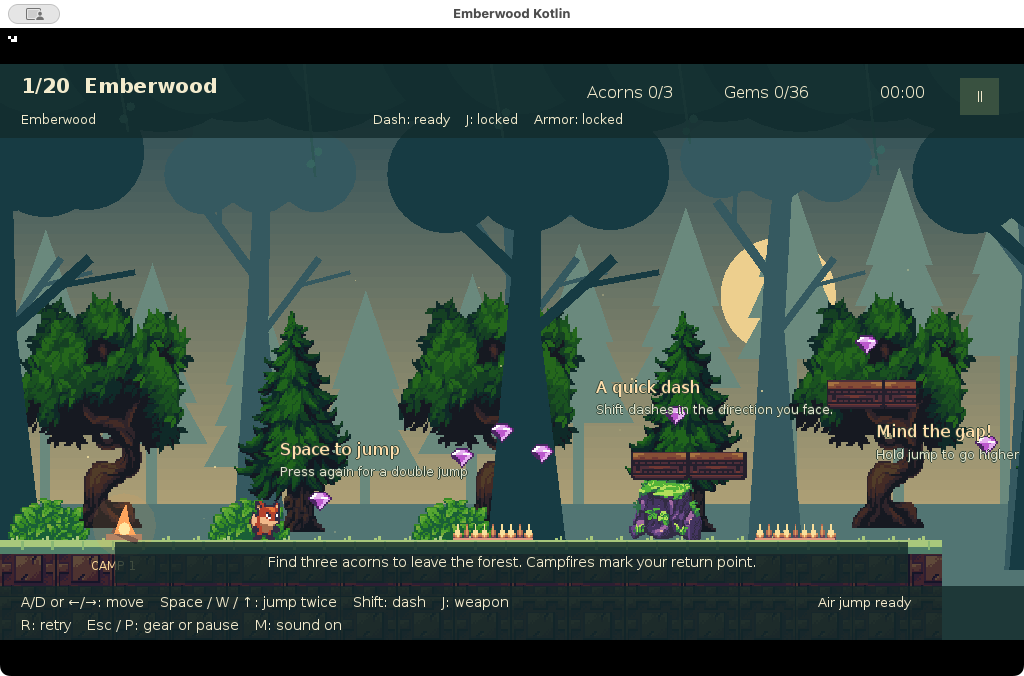 Emberwood Kotlin
1/20 Emberwood
Acorns 0/3
Gems 0/36
00:00
Emberwood
Dash: ready J: locked Armor: locked
A quick dash
Shift dashes in the direction you face.
Mind the gap!
Hold jump to go higher
Space to jump
Press again for a double jump
CAMP 1
Find three acorns to leave the forest. Campfires mark your return point.
A/D or ←/→: move Space / W / ↑: jump twice Shift: dash J: weapon
Air jump ready
R: retry Esc / P: gear or pause M: sound on